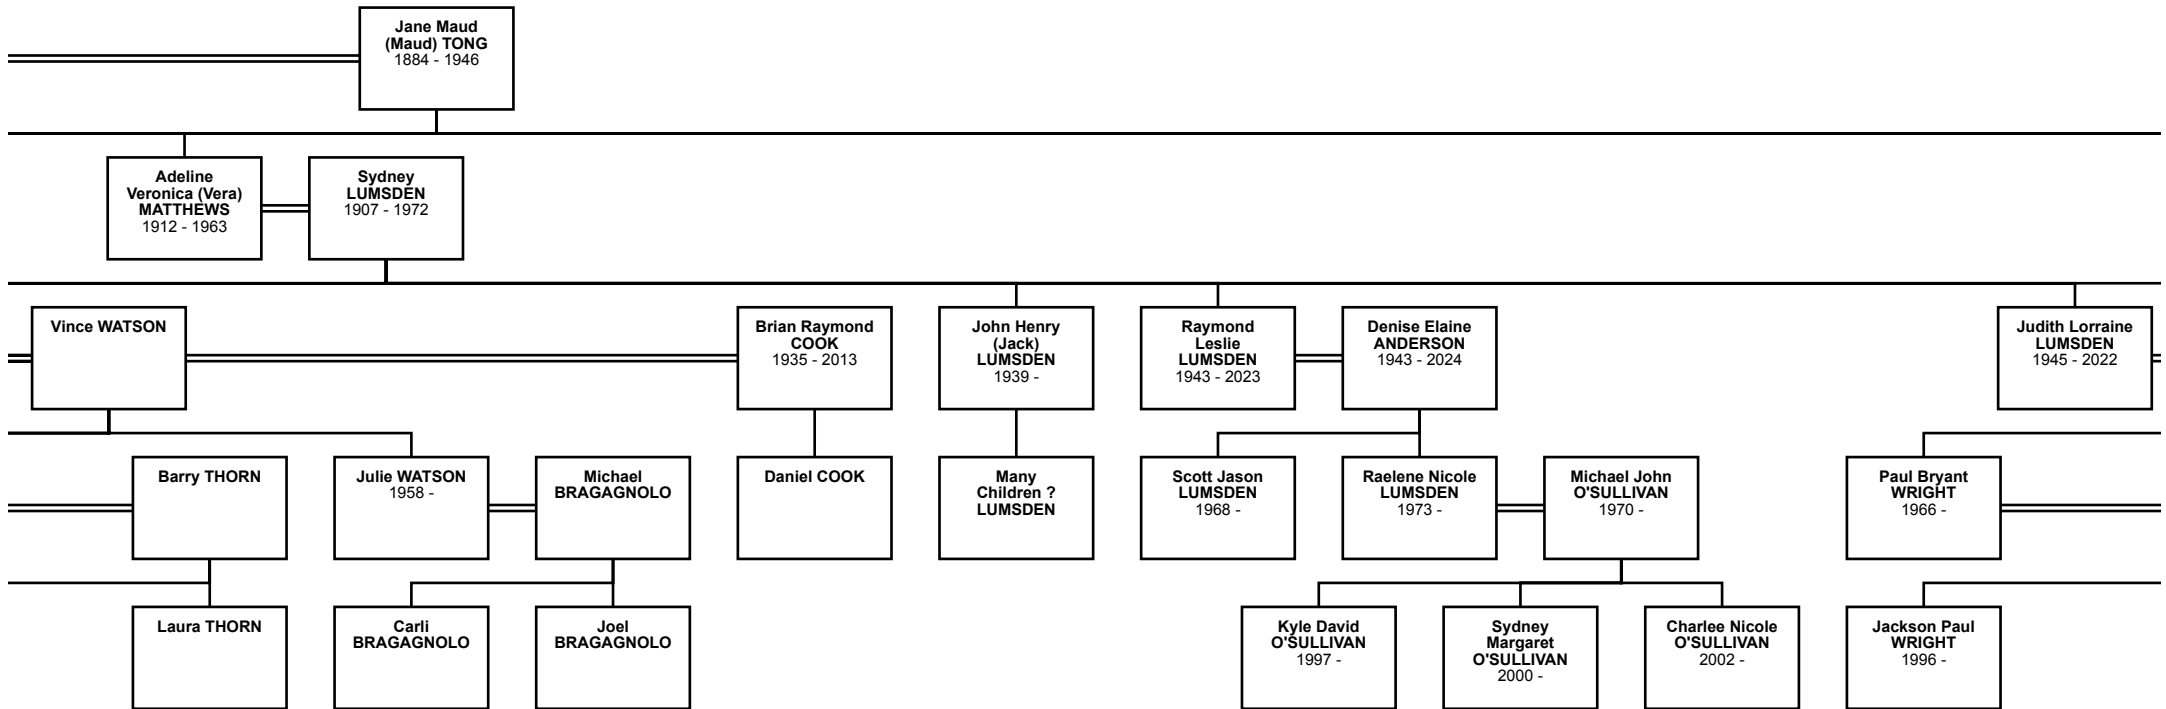 Jane Maud
(Maud) TONG
1884 - 1946
Adeline
Veronica (Vera)
MATTHEWS
1912 - 1963
Sydney
LUMSDEN
1907 - 1972
Vince WATSON
Brian Raymond
COOK
1935 - 2013
John Henry
(Jack)
LUMSDEN
1939 -
Raymond
Leslie
LUMSDEN
1943 - 2023
Denise Elaine
ANDERSON
1943 - 2024
Judith Lorraine
LUMSDEN
1945 - 2022
Barry THORN
Julie WATSON
1958 -
Michael
BRAGAGNOLO
Daniel COOK
Many
Children ?
LUMSDEN
Scott Jason
LUMSDEN
1968 -
Raelene Nicole
LUMSDEN
1973 -
Michael John
O'SULLIVAN
1970 -
Paul Bryant
WRIGHT
1966 -
Laura THORN
Carli
BRAGAGNOLO
Joel
BRAGAGNOLO
Kyle David
O'SULLIVAN
1997 -
Sydney
Margaret
O'SULLIVAN
2000 -
Charlee Nicole
O'SULLIVAN
2002 -
Jackson Paul
WRIGHT
1996 -